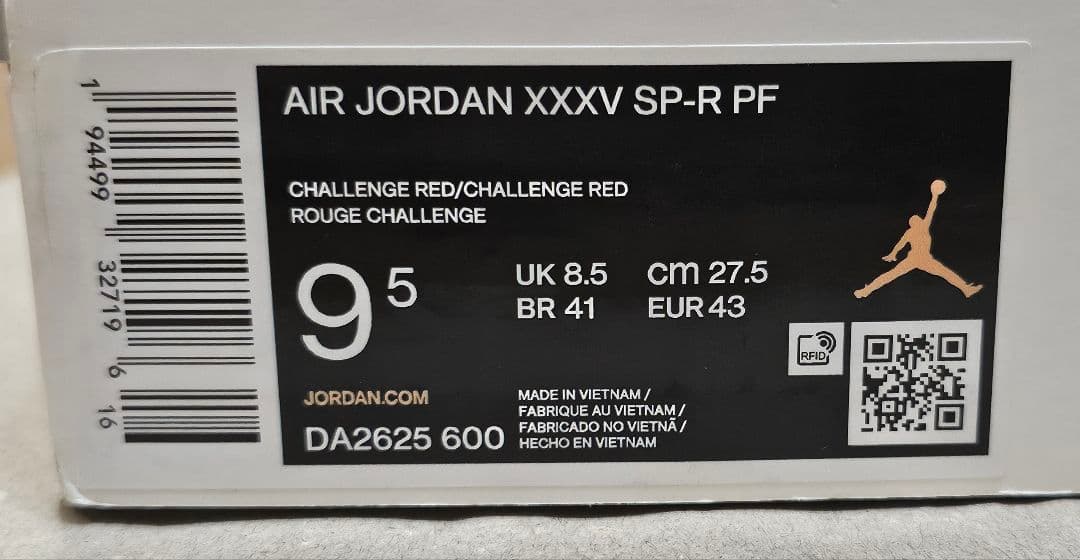 AIR JORDAN XXXV SP-R PF
CHALLENGE RED/CHALLENGE RED
ROUGE CHALLENGE
9 5
UK 8.5 cm 27.5
BR 41 EUR 43
RFID
JORDAN.COM
DA2625 600
MADE IN VIETNAM /
FABRIQUE AU VIETNAM /
FABRICADO NO VIETNÃ /
HECHO EN VIETNAM
1 94499 32719 6 16